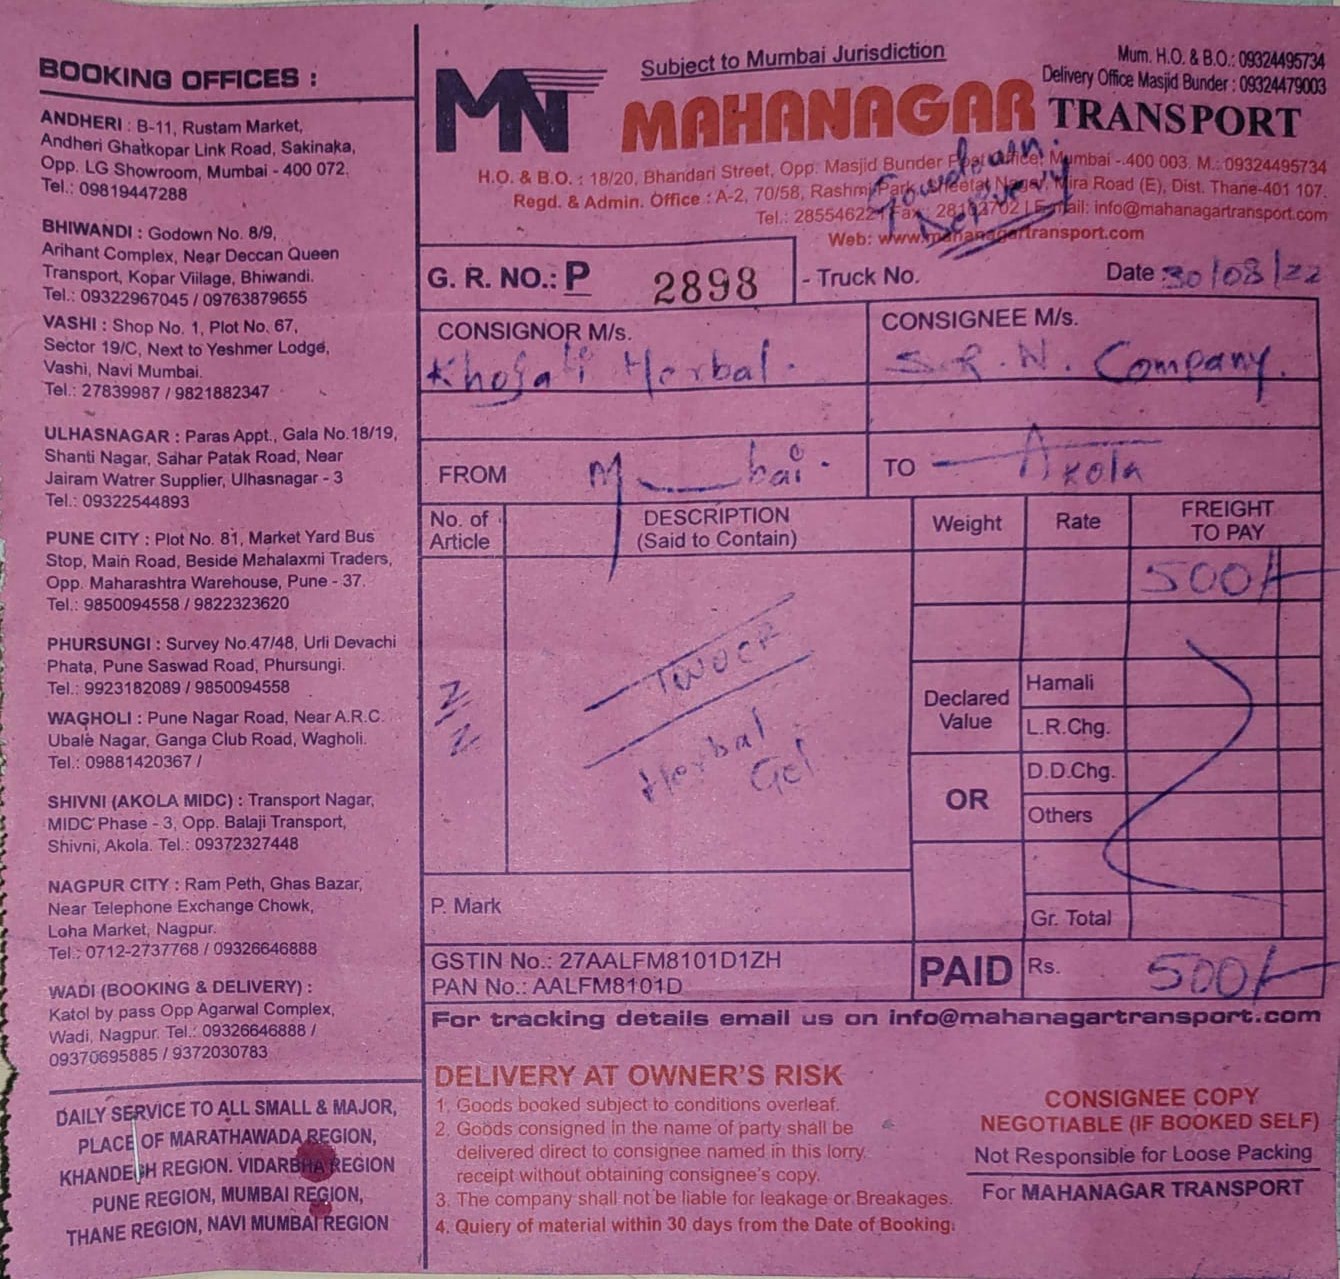 BOOKING OFFICES :
ANDHERI : B-11, Rustam Market,
Andheri Ghatkopar Link Road, Sakinaka,
Opp. LG Showroom, Mumbai - 400 072.
Tel.: 09819447288
BHIWANDI : Godown No. 8/9,
Arihant Complex, Near Deccan Queen
Transport, Kopar Viilage, Bhiwandi.
Tel.: 09322967045 / 09763879655
VASHI : Shop No. 1, Plot No. 67,
Sector 19/C, Next to Yeshmer Lodge,
Vashi, Navi Mumbai.
Tel.: 27839987 / 9821882347
ULHASNAGAR : Paras Appt., Gala No.18/19,
Shanti Nagar, Sahar Patak Road, Near
Jairam Watrer Supplier, Ulhasnagar - 3
Tel.: 09322544893
PUNE CITY : Plot No. 81, Market Yard Bus
Stop, Main Road, Beside Mahalaxmi Traders,
Opp. Maharashtra Warehouse, Pune - 37.
Tel.: 9850094558 / 9822323620
PHURSUNGI : Survey No.47/48, Urli Devachi
Phata, Pune Saswad Road, Phursungi.
Tel.: 9923182089 / 9850094558
WAGHOLI : Pune Nagar Road, Near A.R.C.
Ubale Nagar, Ganga Club Road, Wagholi.
Tel.: 09881420367 /
SHIVNI (AKOLA MIDC) : Transport Nagar,
MIDC Phase - 3, Opp. Balaji Transport,
Shivni, Akola. Tel.: 09372327448
NAGPUR CITY : Ram Peth, Ghas Bazar,
Near Telephone Exchange Chowk,
Loha Market, Nagpur.
Tel.: 0712-2737768 / 09326646888
WADI (BOOKING & DELIVERY) :
Katol by pass Opp Agarwal Complex,
Wadi, Nagpur. Tel.: 09326646888 /
09370695885 / 9372030783
DAILY SERVICE TO ALL SMALL & MAJOR,
PLACE OF MARATHAWADA REGION,
KHANDESH REGION. VIDARBHA REGION
PUNE REGION, MUMBAI REGION,
THANE REGION, NAVI MUMBAI REGION
Subject to Mumbai Jurisdiction
Mum. H.O. & B.O.: 09324495734
Delivery Office Masjid Bunder : 09324479003
MN MAHANAGAR TRANSPORT
H.O. & B.O. : 18/20, Bhandari Street, Opp. Masjid Bunder Post Office, Mumbai - 400 003. M.: 09324495734
Regd. & Admin. Office : A-2, 70/58, Rashmi Park, Nagar, Mira Road (E), Dist. Thane-401 107.
Tel.: 28554622 Fax: | Email: info@mahanagartransport.com
Web: www.mahanagartransport.com
G. R. NO.: P 2898 - Truck No.
Date : 30/08/22
CONSIGNOR M/s.
Khojati Herbal.
CONSIGNEE M/s.
Company.
FROM Mumbai.
TO Akola
No. of Article
DESCRIPTION (Said to Contain)
Weight
Rate
FREIGHT TO PAY
500/-
Herbal
Gel
Declared Value
OR
Hamali
L.R.Chg.
D.D.Chg.
Others
Gr. Total
P. Mark
GSTIN No.: 27AALFM8101D1ZH
PAN No.: AALFM8101D
PAID Rs. 500/-
For tracking details email us on info@mahanagartransport.com
DELIVERY AT OWNER'S RISK
1. Goods booked subject to conditions overleaf.
2. Goods consigned in the name of party shall be
delivered direct to consignee named in this lorry
receipt without obtaining consignee's copy.
3. The company shall not be liable for leakage or Breakages.
4. Quiery of material within 30 days from the Date of Booking.
CONSIGNEE COPY
NEGOTIABLE (IF BOOKED SELF)
Not Responsible for Loose Packing
For MAHANAGAR TRANSPORT